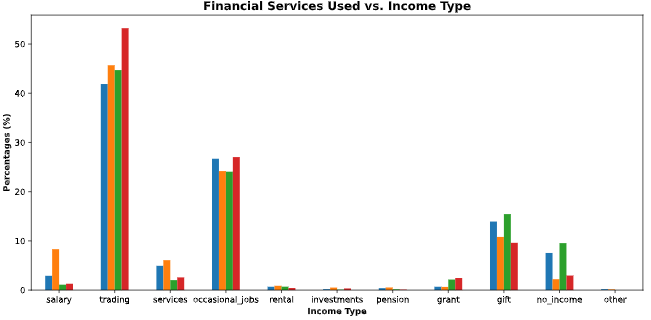 Financial Services Used vs. Income Type
Percentages (%)
50
40
30
20
10
0
salary trading services occasional_jobs rental investments pension grant gift no_income other
Income Type